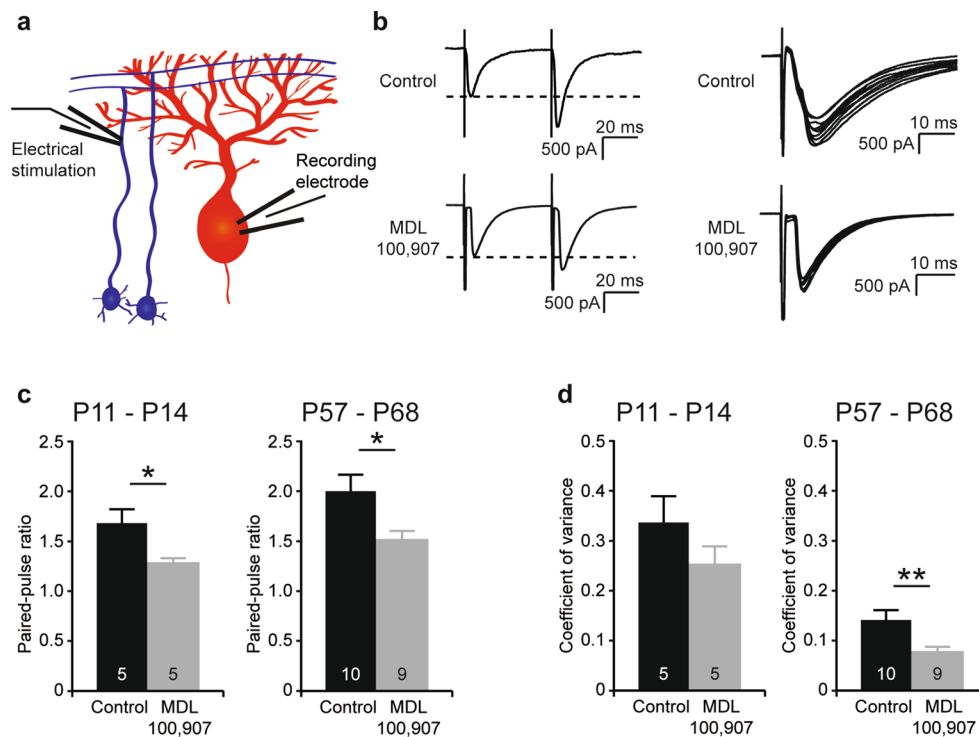 a
Electrical
stimulation
Recording
electrode
b
Control
20 ms
500 pA
10 ms
500 pA
MDL
100,907
20 ms
500 pA
MDL
100,907
10 ms
500 pA
Control
c
P11 - P14
Paired-pulse ratio
2.5
2.0
1.5
1.0
0.5
0
*
5
5
Control
MDL
100,907
P57 - P68
Paired-pulse ratio
2.5
2.0
1.5
1.0
0.5
0
*
10
9
Control
MDL
100,907
d
P11 - P14
Coefficient of variance
0.5
0.4
0.3
0.2
0.1
0
5
5
Control
MDL
100,907
P57 - P68
Coefficient of variance
0.5
0.4
0.3
0.2
0.1
0
**
10
9
Control
MDL
100,907